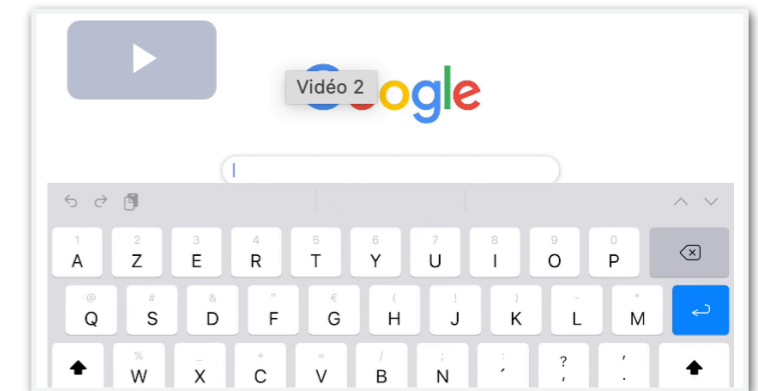 Vidéo 2
Google
1 2 3 4 5 6 7 8 9 0
A Z E R T Y U I O P
@ # & " € ( ! ) - *
Q S D F G H J K L M
% _ + = / ; : ? '
W X C V B N ´ , .